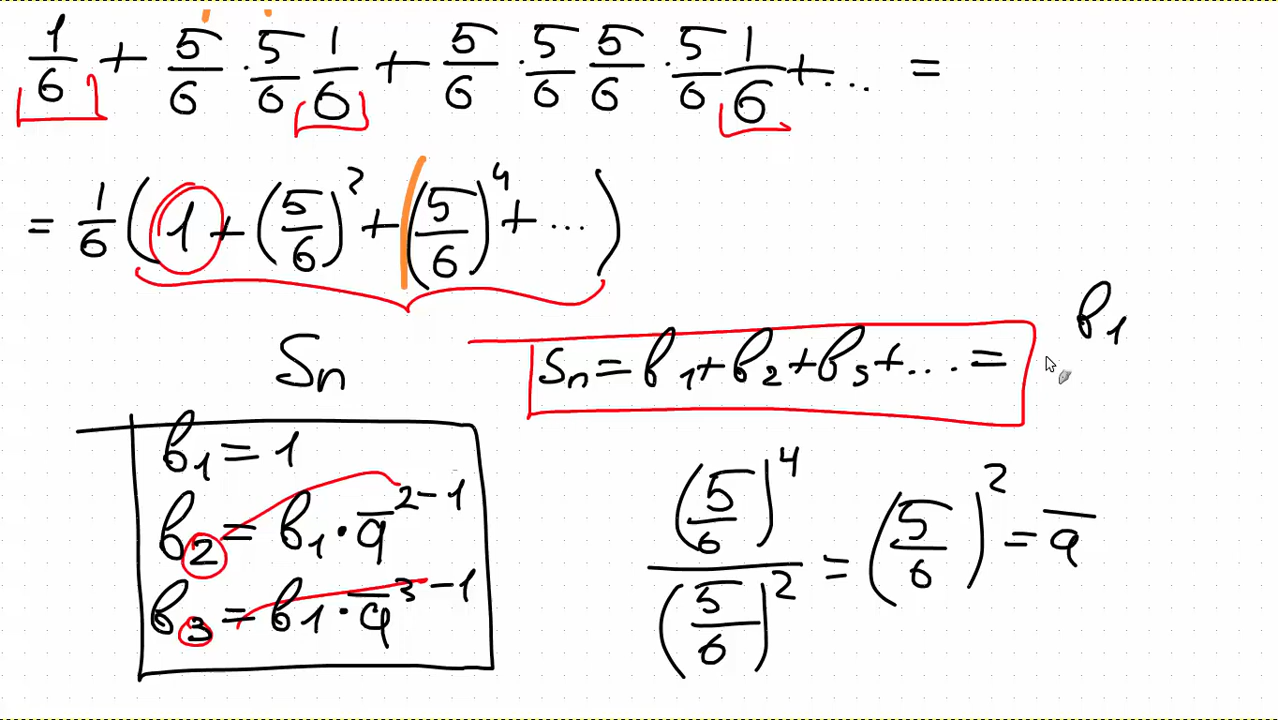 1/6 + 5/6 · 5/6 1/6 + 5/6 · 5/6 5/6 · 5/6 1/6 + ... =
= 1/6 (1 + (5/6)^2 + (5/6)^4 + ...)
Sn
Sn = b1 + b2 + b3 + ... = b1
b1 = 1
b2 = b1 · q̅^2-1
b3 = b1 · q̅^3-1
(5/6)^4 / (5/6)^2 = (5/6)^2 = q̅